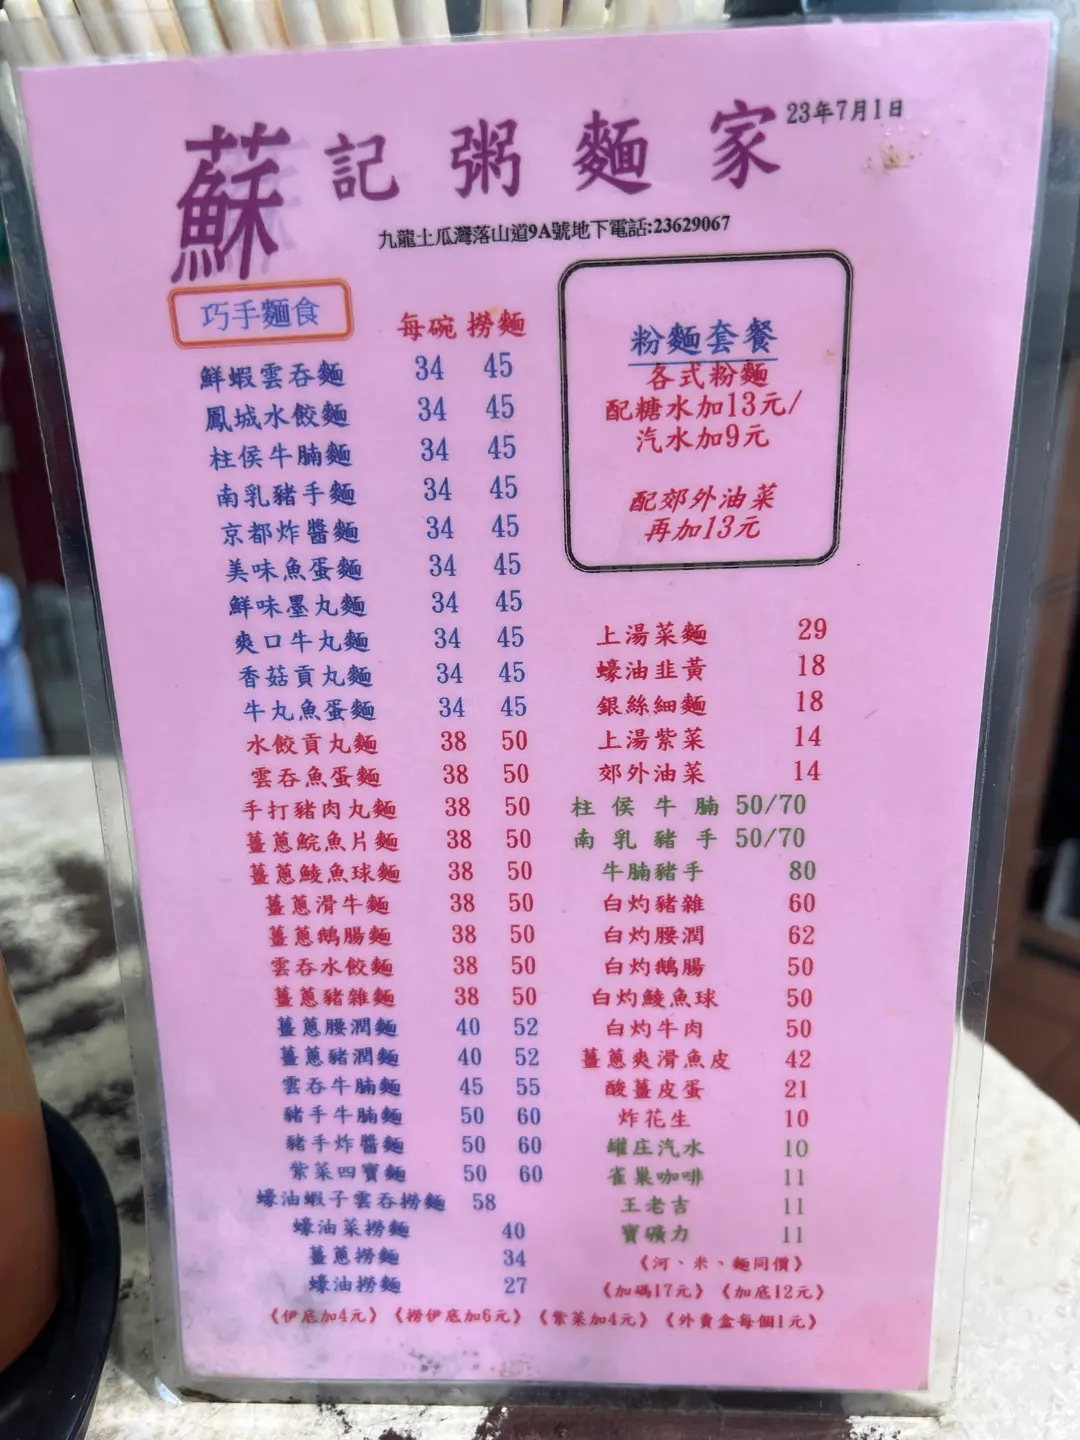 蘇記粥麵家
23年7月1日
九龍土瓜灣落山道9A號地下電話:23629067
巧手麵食
每碗 撈麵
鮮蝦雲吞麵 34 45
鳳城水餃麵 34 45
柱侯牛腩麵 34 45
南乳豬手麵 34 45
京都炸醬麵 34 45
美味魚蛋麵 34 45
鮮味墨丸麵 34 45
爽口牛丸麵 34 45
香菇貢丸麵 34 45
牛丸魚蛋麵 34 45
水餃貢丸麵 38 50
雲吞魚蛋麵 38 50
手打豬肉丸麵 38 50
薑蔥鯇魚片麵 38 50
薑蔥鯪魚球麵 38 50
薑蔥滑牛麵 38 50
薑蔥鵝腸麵 38 50
雲吞水餃麵 38 50
薑蔥豬雜麵 38 50
薑蔥腰潤麵 40 52
薑蔥豬潤麵 40 52
雲吞牛腩麵 45 55
豬手牛腩麵 50 60
豬手炸醬麵 50 60
紫菜四寶麵 50 60
蠔油蝦子雲吞撈麵 58
蠔油菜撈麵 40
薑蔥撈麵 34
蠔油撈麵 27
粉麵套餐
各式粉麵
配糖水加13元/
汽水加9元
配郊外油菜
再加13元
上湯菜麵 29
蠔油韭黃 18
銀絲細麵 18
上湯紫菜 14
郊外油菜 14
柱侯牛腩 50/70
南乳豬手 50/70
牛腩豬手 80
白灼豬雜 60
白灼腰潤 62
白灼鵝腸 50
白灼鯪魚球 50
白灼牛肉 50
薑蔥爽滑魚皮 42
酸薑皮蛋 21
炸花生 10
罐庄汽水 10
雀巢咖啡 11
王老吉 11
寶礦力 11
《河、米、麵同價》
《加碼17元》《加底12元》
《伊底加4元》《撈伊底加6元》《紫菜加4元》《外賣盒每個1元》